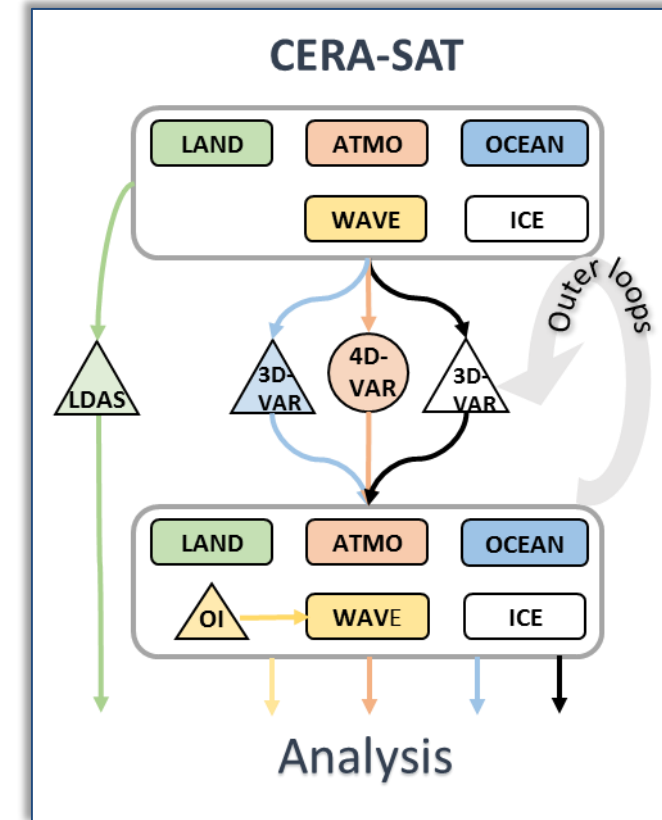 CERA-SAT
LAND ATMO OCEAN
WAVE ICE
Outer loops
LDAS
3D-
VAR
4D-
VAR
3D-
VAR
LAND ATMO OCEAN
OI WAVE ICE
Analysis